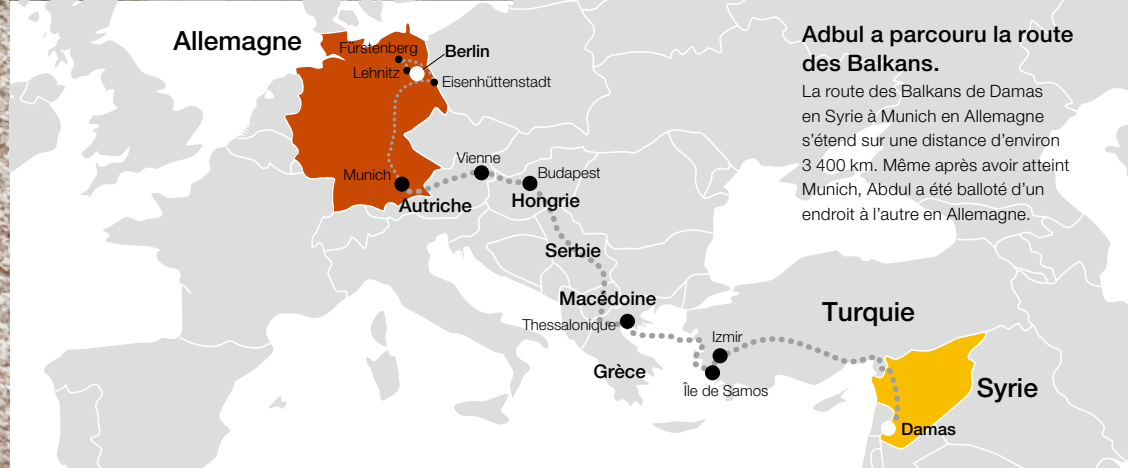 Adbul a parcouru la route
des Balkans.
La route des Balkans de Damas
en Syrie à Munich en Allemagne
s'étend sur une distance d'environ
3 400 km. Même après avoir atteint
Munich, Abdul a été balloté d'un
endroit à l'autre en Allemagne.
Allemagne
Fürstenberg
Berlin
Lehnitz
Eisenhüttenstadt
Vienne
Munich
Budapest
Autriche
Hongrie
Serbie
Macédoine
Turquie
Thessalonique
Izmir
Grèce
Île de Samos
Syrie
Damas